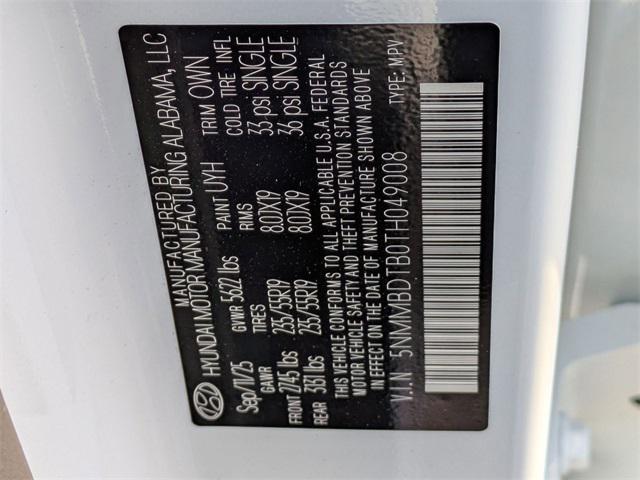 MANUFACTURED BY
HYUNDAI MOTOR MANUFACTURING ALABAMA, LLC
Sep/11/25 GVWR 5622 lbs PAINT UYH TRIM OWN
GAWR TIRES RIMS COLD TIRE INFL
FRONT 2745 lbs 235/55R19 8.0JX19 33 psi SINGLE
REAR 3131 lbs 235/55R19 8.0JX19 36 psi SINGLE
THIS VEHICLE CONFORMS TO ALL APPLICABLE U.S.A. FEDERAL
MOTOR VEHICLE SAFETY AND THEFT PREVENTION STANDARDS
IN EFFECT ON THE DATE OF MANUFACTURE SHOWN ABOVE
V.I.N 5NMMBDTB0TH049008 TYPE: MPV